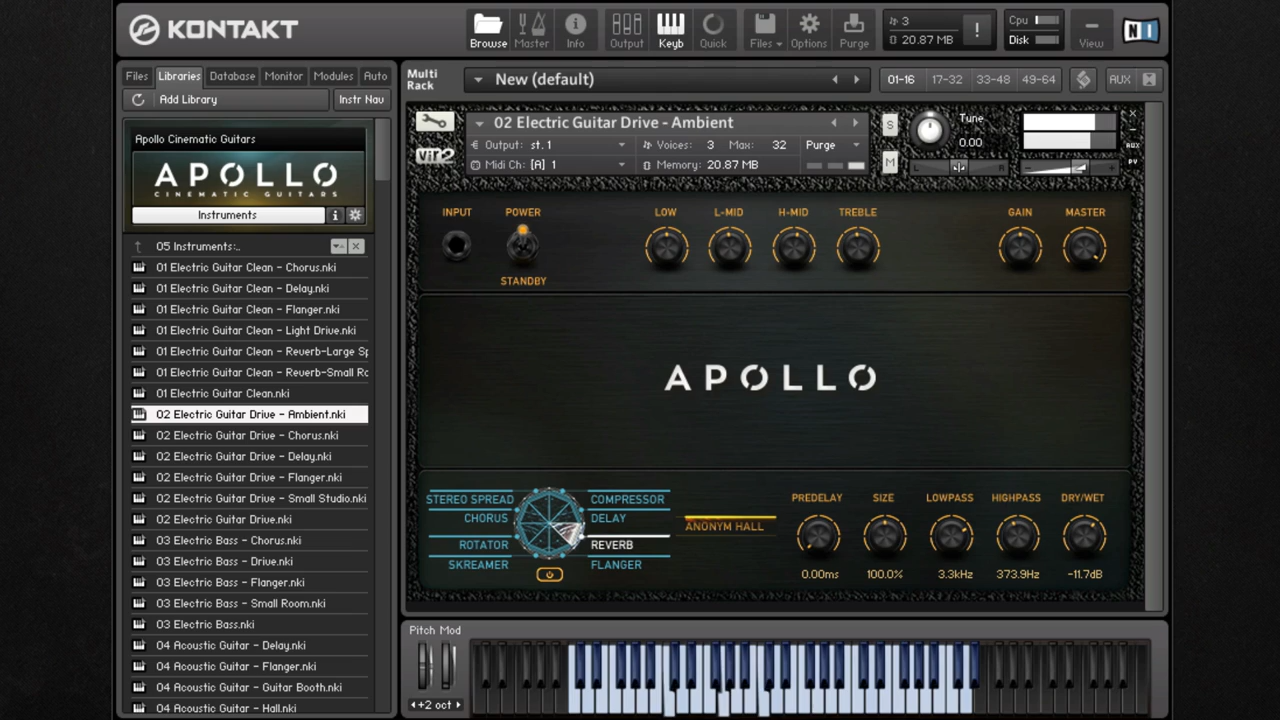 KONTAKT
Browse Master Info Output Keyb Quick Files Options Purge View
3
20.87 MB
!
Cpu
Disk
NI
Files Libraries Database Monitor Modules Auto
Add Library Instr Nav
Apollo Cinematic Guitars
APOLLO
CINEMATIC GUITARS
Instruments i
05 Instruments:..
01 Electric Guitar Clean - Chorus.nki
01 Electric Guitar Clean - Delay.nki
01 Electric Guitar Clean - Flanger.nki
01 Electric Guitar Clean - Light Drive.nki
01 Electric Guitar Clean - Reverb-Large Sp
01 Electric Guitar Clean - Reverb-Small Ro
01 Electric Guitar Clean.nki
02 Electric Guitar Drive - Ambient.nki
02 Electric Guitar Drive - Chorus.nki
02 Electric Guitar Drive - Delay.nki
02 Electric Guitar Drive - Flanger.nki
02 Electric Guitar Drive - Small Studio.nki
02 Electric Guitar Drive.nki
03 Electric Bass - Chorus.nki
03 Electric Bass - Drive.nki
03 Electric Bass - Flanger.nki
03 Electric Bass - Small Room.nki
03 Electric Bass.nki
04 Acoustic Guitar - Delay.nki
04 Acoustic Guitar - Flanger.nki
04 Acoustic Guitar - Guitar Booth.nki
04 Acoustic Guitar - Hall.nki
Multi
Rack
New (default)
01-16 17-32 33-48 49-64 AUX
vir2
02 Electric Guitar Drive - Ambient
Output: st. 1 Voices: 3 Max: 32 Purge
Midi Ch: [A] 1 Memory: 20.87 MB
S
M
Tune
0.00
L R
- +
X
-
AUX
PV
INPUT POWER LOW L-MID H-MID TREBLE GAIN MASTER
STANDBY
APOLLO
STEREO SPREAD COMPRESSOR
CHORUS DELAY
ROTATOR REVERB
SKREAMER FLANGER
ANONYM HALL
PREDELAY SIZE LOWPASS HIGHPASS DRY/WET
0.00ms 100.0% 3.3kHz 373.9Hz -11.7dB
Pitch Mod
+2 oct